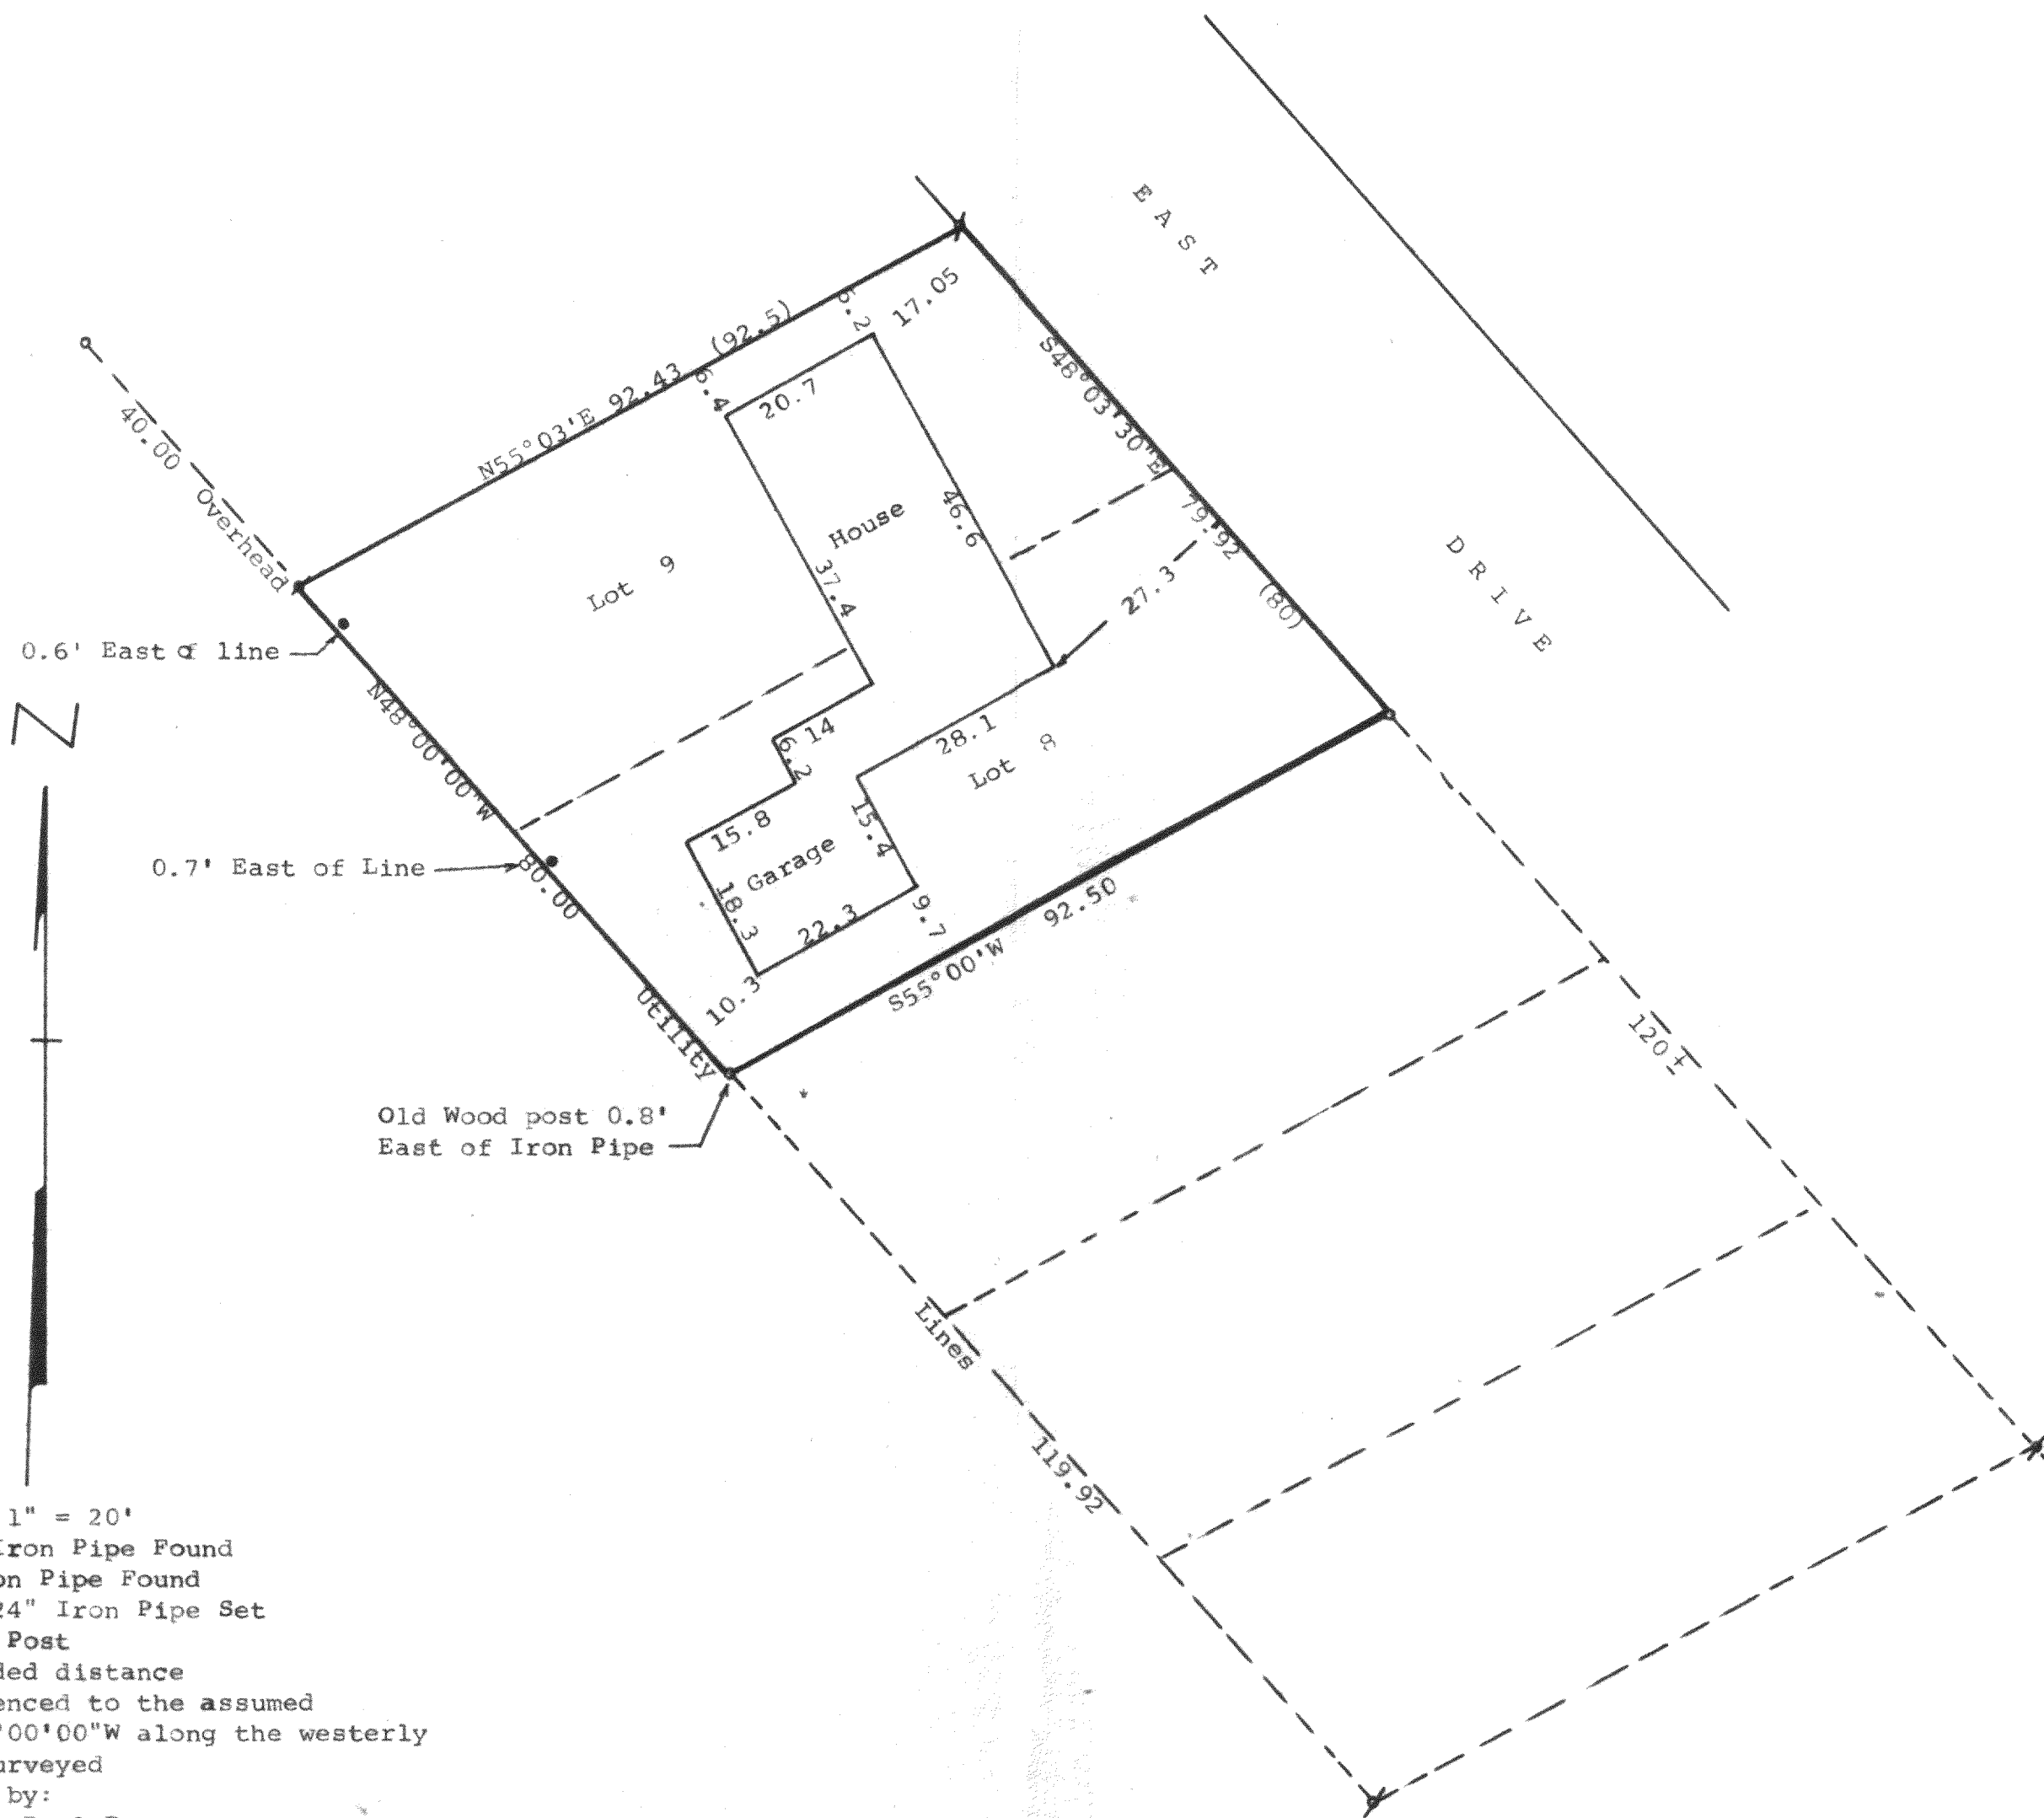 EAST
DRIVE
N55°03'E 92.43 (92.5)
6.4
6.2
17.05
20.7
S48°03'30"E
79.92
(80)
40.00
Overhead
House
46.6
37.4
27.3
Lot 9
0.6' East of line
N48°00'00"W
14
6.2
28.1
Lot 8
15.8
15.4
Garage
0.7' East of Line
80.00
18.3
22.3
9.7
92.50
S55°00'W
10.3
Utility
Old Wood post 0.8'
East of Iron Pipe
N
120±
Lines
119.92
1" = 20'
Iron Pipe Found
on Pipe Found
24" Iron Pipe Set
Post
ded distance
enced to the assumed
°00'00"W along the westerly
urveyed
by: